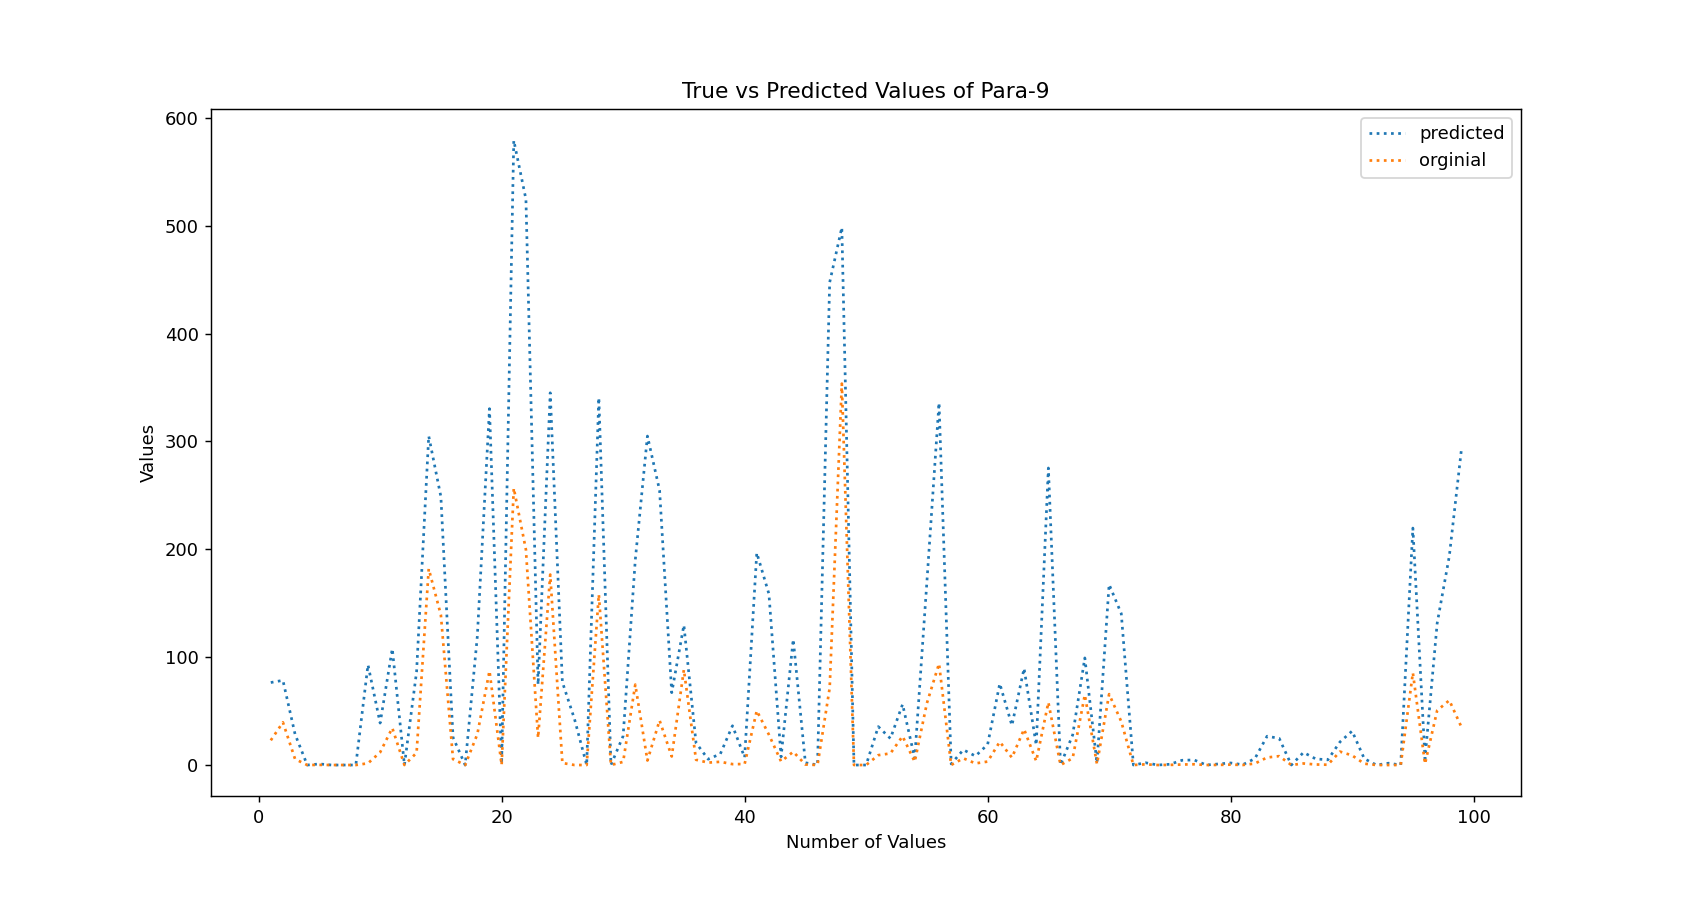 True vs Predicted Values of Para-9
600
500
400
300
200
100
0
Values
predicted
orginial
0 20 40 60 80 100
Number of Values